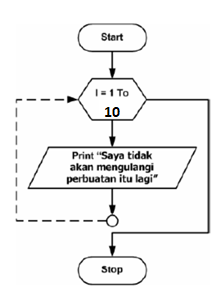 Start
I = 1 To
10
Print "Saya tidak
akan mengulangi
perbuatan itu lagi"
Stop